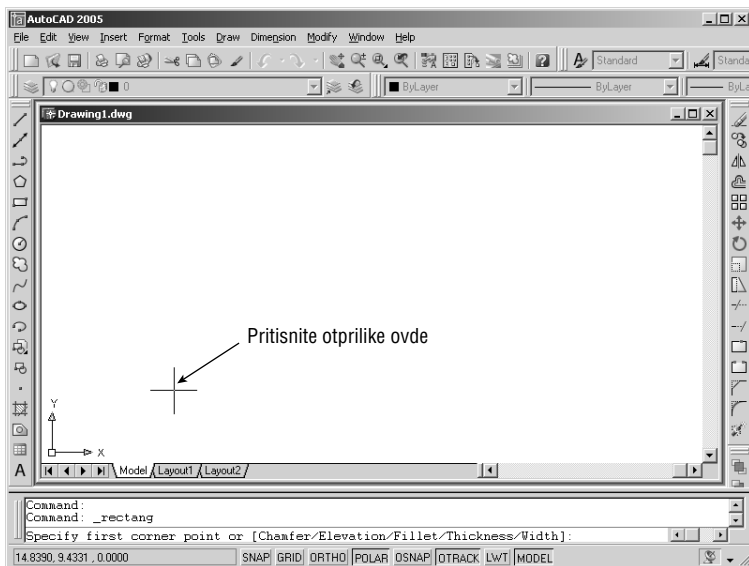 AutoCAD 2005
File Edit View Insert Format Tools Draw Dimension Modify Window Help
Standard Standa
0 ByLayer ByLayer ByLa
Drawing1.dwg
Pritisnite otprilike ovde
Y
X
A
Model Layout1 Layout2
Command:
Command: _rectang
Specify first corner point or [Chamfer/Elevation/Fillet/Thickness/Width]:
14.8390, 9.4331 , 0.0000 SNAP GRID ORTHO POLAR OSNAP OTRACK LWT MODEL